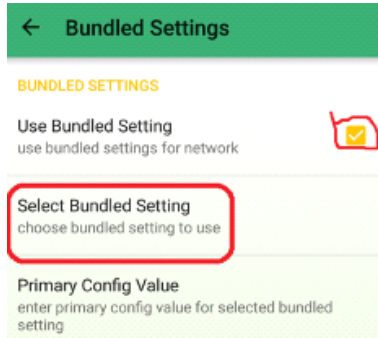 Bundled Settings
BUNDLED SETTINGS
Use Bundled Setting
use bundled settings for network
Select Bundled Setting
choose bundled setting to use
Primary Config Value
enter primary config value for selected bundled
setting